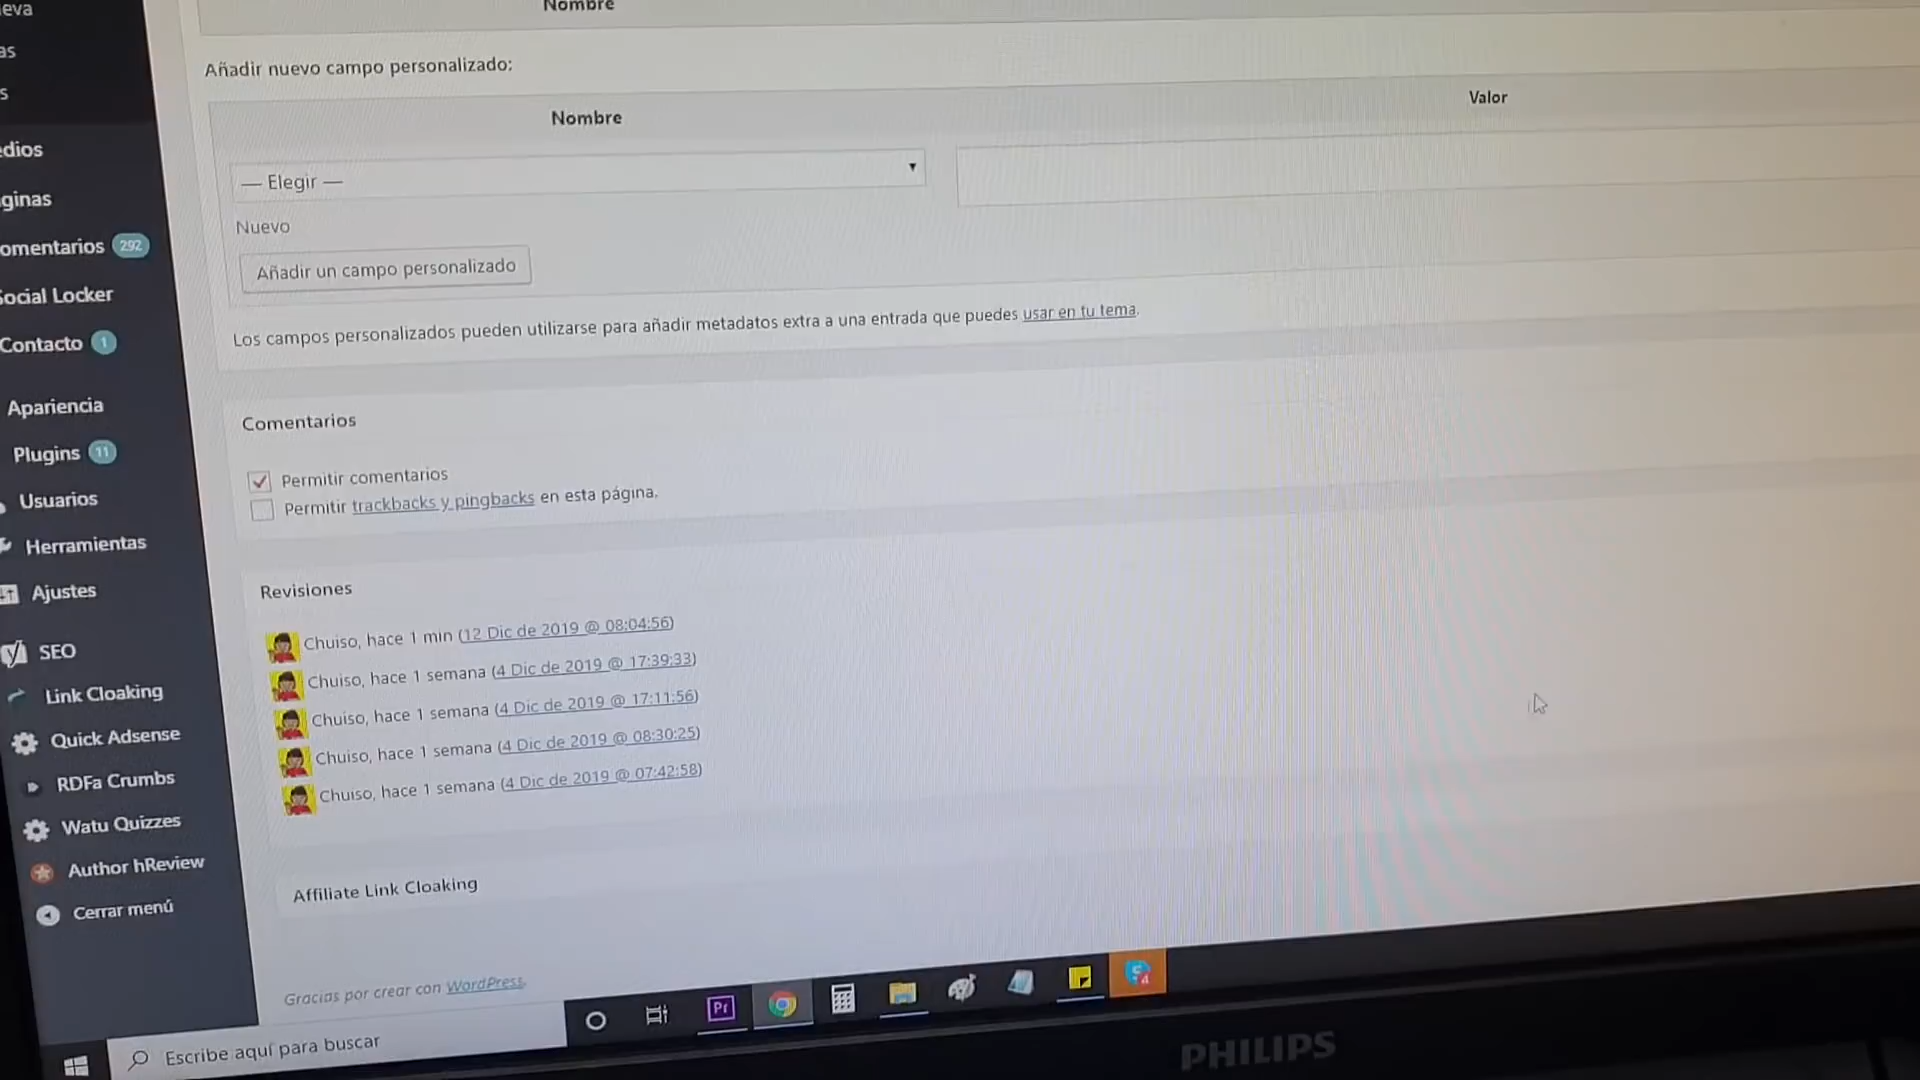 Nombre
Añadir nuevo campo personalizado:
Nombre
Valor
— Elegir —
Nuevo
Añadir un campo personalizado
Los campos personalizados pueden utilizarse para añadir metadatos extra a una entrada que puedes usar en tu tema.
Comentarios
Permitir comentarios
Permitir trackbacks y pingbacks en esta página.
Revisiones
Chuiso, hace 1 min (12 Dic de 2019 @ 08:04:56)
Chuiso, hace 1 semana (4 Dic de 2019 @ 17:39:33)
Chuiso, hace 1 semana (4 Dic de 2019 @ 17:11:56)
Chuiso, hace 1 semana (4 Dic de 2019 @ 08:30:25)
Chuiso, hace 1 semana (4 Dic de 2019 @ 07:42:58)
Affiliate Link Cloaking
Gracias por crear con WordPress.
eva
as
s
edios
ginas
omentarios 292
Social Locker
Contacto 1
Apariencia
Plugins 11
Usuarios
Herramientas
Ajustes
SEO
Link Cloaking
Quick Adsense
RDFa Crumbs
Watu Quizzes
Author hReview
Cerrar menú
Escribe aquí para buscar
Pr
PHILIPS